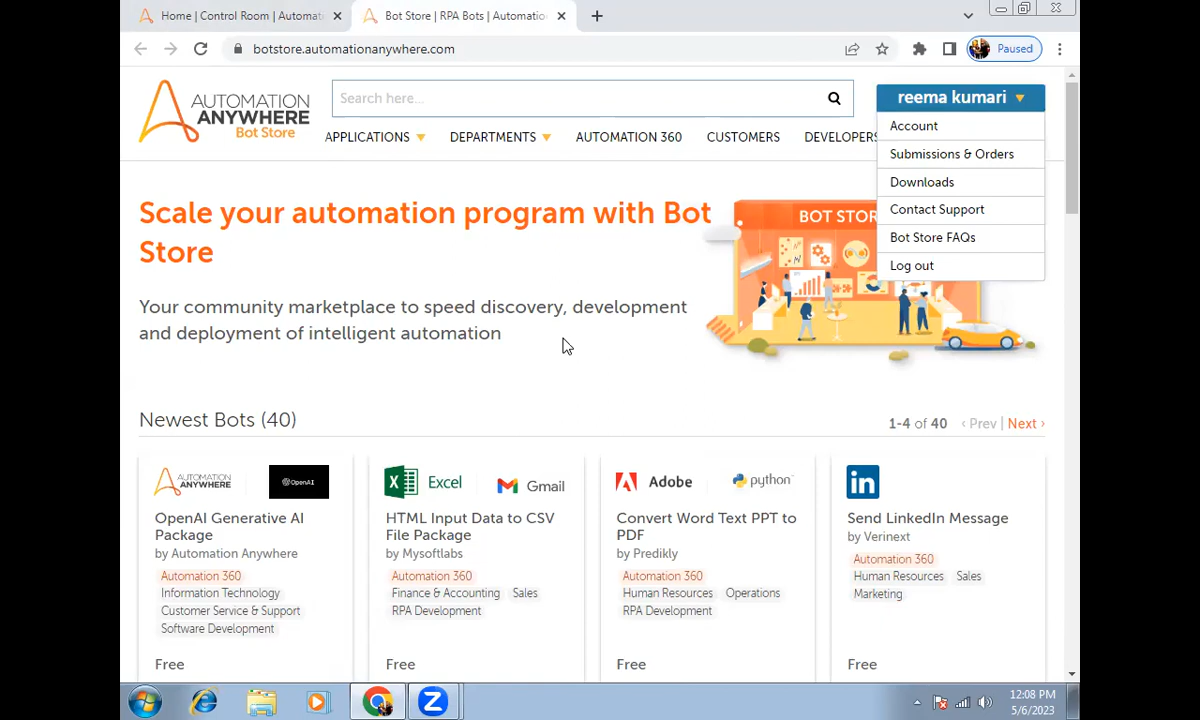 Home | Control Room | Automati
Bot Store | RPA Bots | Automation
botstore.automationanywhere.com
Paused
AUTOMATION
ANYWHERE
Bot Store
Search here...
reema kumari
APPLICATIONS
DEPARTMENTS
AUTOMATION 360
CUSTOMERS
DEVELOPERS
Account
Submissions & Orders
Downloads
Contact Support
Bot Store FAQs
Log out
Scale your automation program with Bot
Store
BOT STOR
Your community marketplace to speed discovery, development
and deployment of intelligent automation
Newest Bots (40)
1-4 of 40 ‹ Prev | Next ›
AUTOMATION
ANYWHERE
OpenAI
OpenAI Generative AI
Package
by Automation Anywhere
Automation 360
Information Technology
Customer Service & Support
Software Development
Free
Excel
Gmail
HTML Input Data to CSV
File Package
by Mysoftlabs
Automation 360
Finance & Accounting Sales
RPA Development
Free
Adobe
python
Convert Word Text PPT to
PDF
by Predikly
Automation 360
Human Resources Operations
RPA Development
Free
in
Send LinkedIn Message
by Verinext
Automation 360
Human Resources Sales
Marketing
Free
Z
12:08 PM
5/6/2023